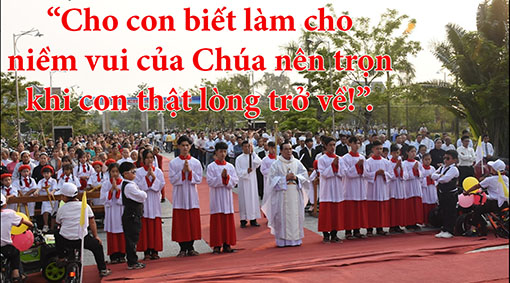 “Cho con biết làm cho
niềm vui của Chúa nên trọn
khi con thật lòng trở về!”.